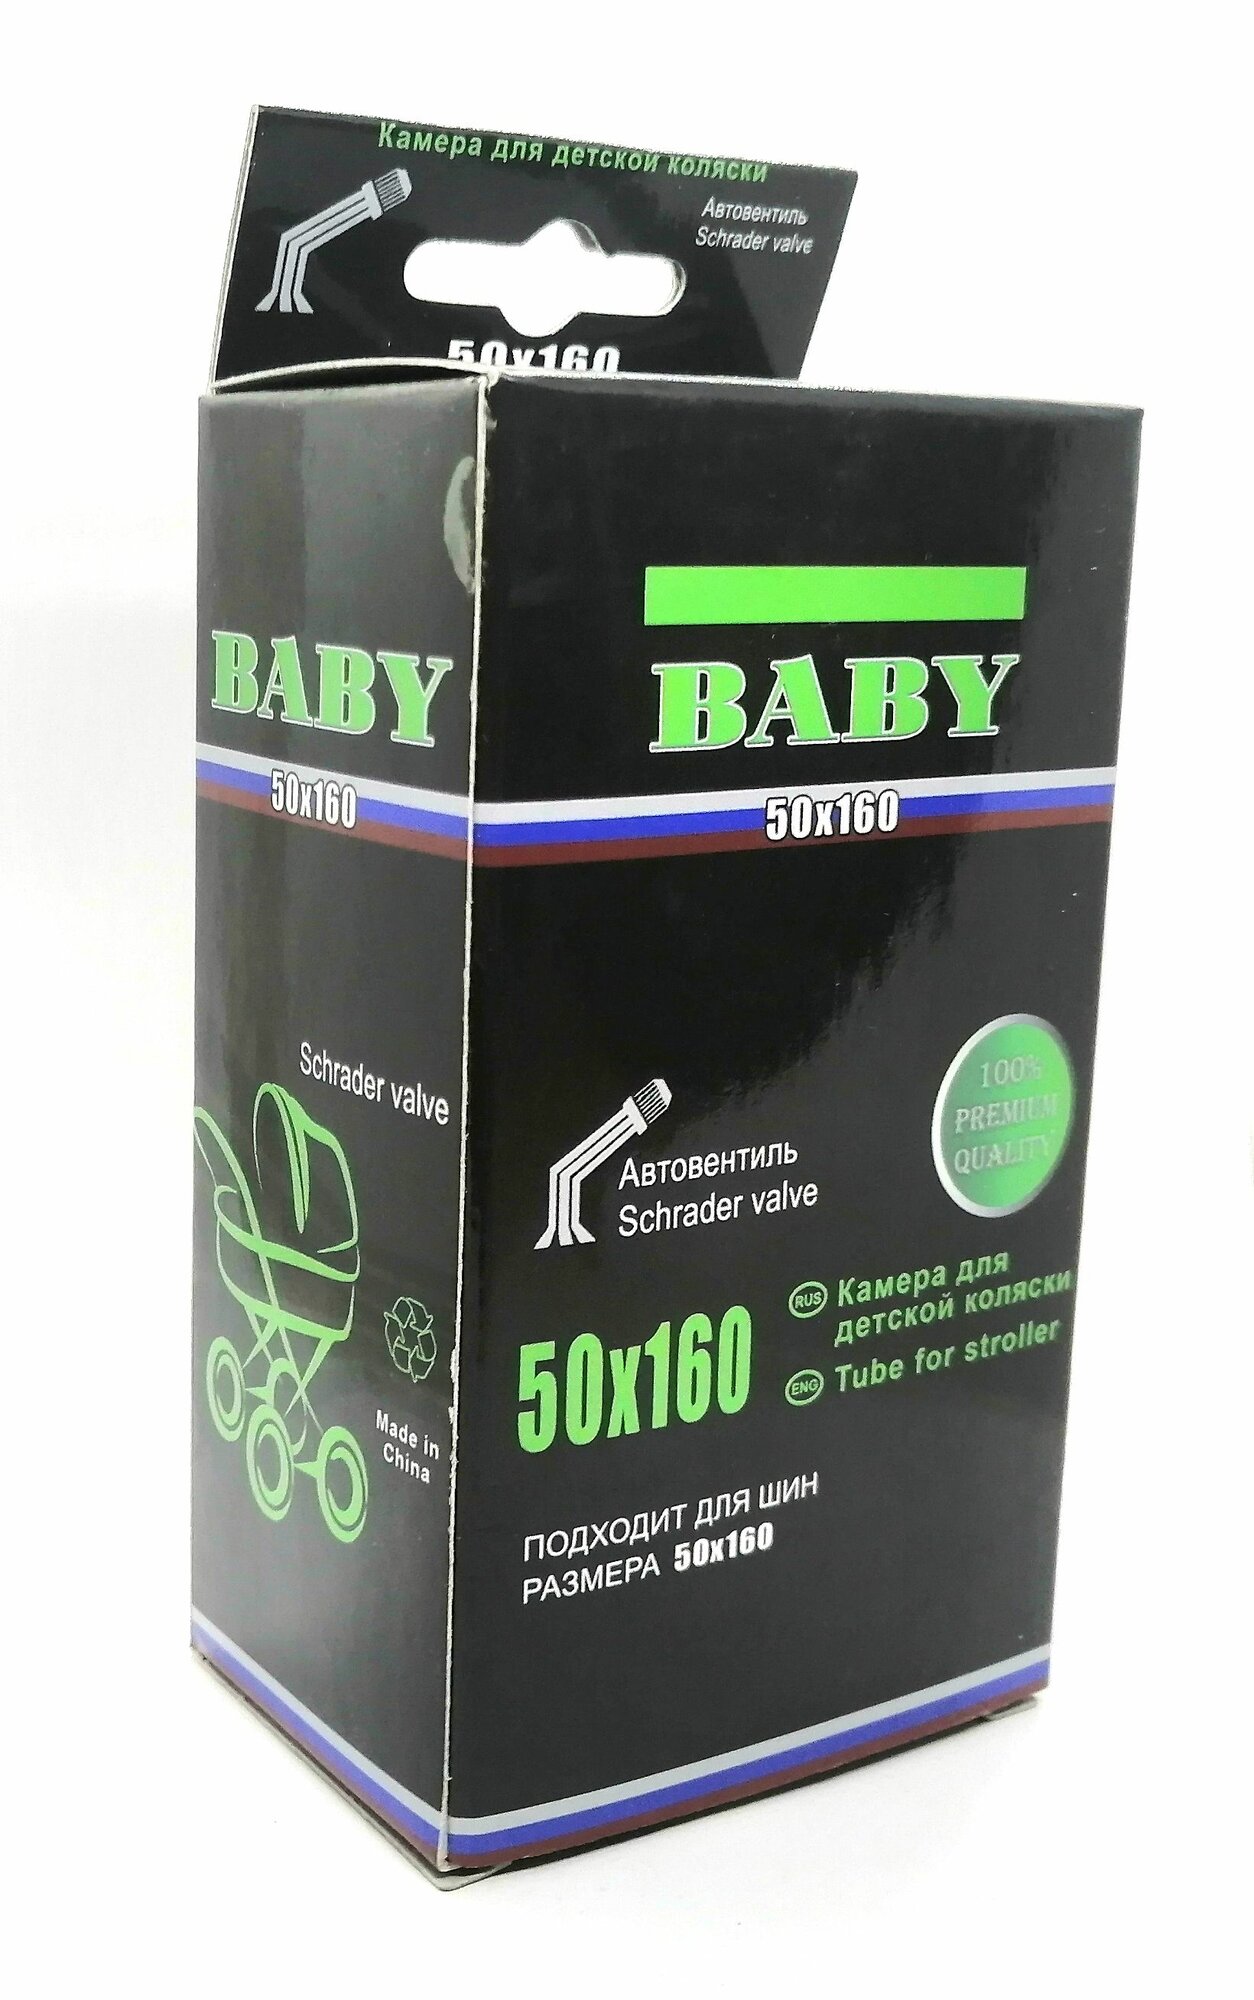 Камера для детской коляски
Автовентиль
Schrader valve
50x160
BABY
50x160
Schrader valve
Made in
China
BABY
50x160
100%
PREMIUM
QUALITY
Автовентиль
Schrader valve
50x160
RUS Камера для
детской коляски
ENG Tube for stroller
ПОДХОДИТ ДЛЯ ШИН
РАЗМЕРА 50x160